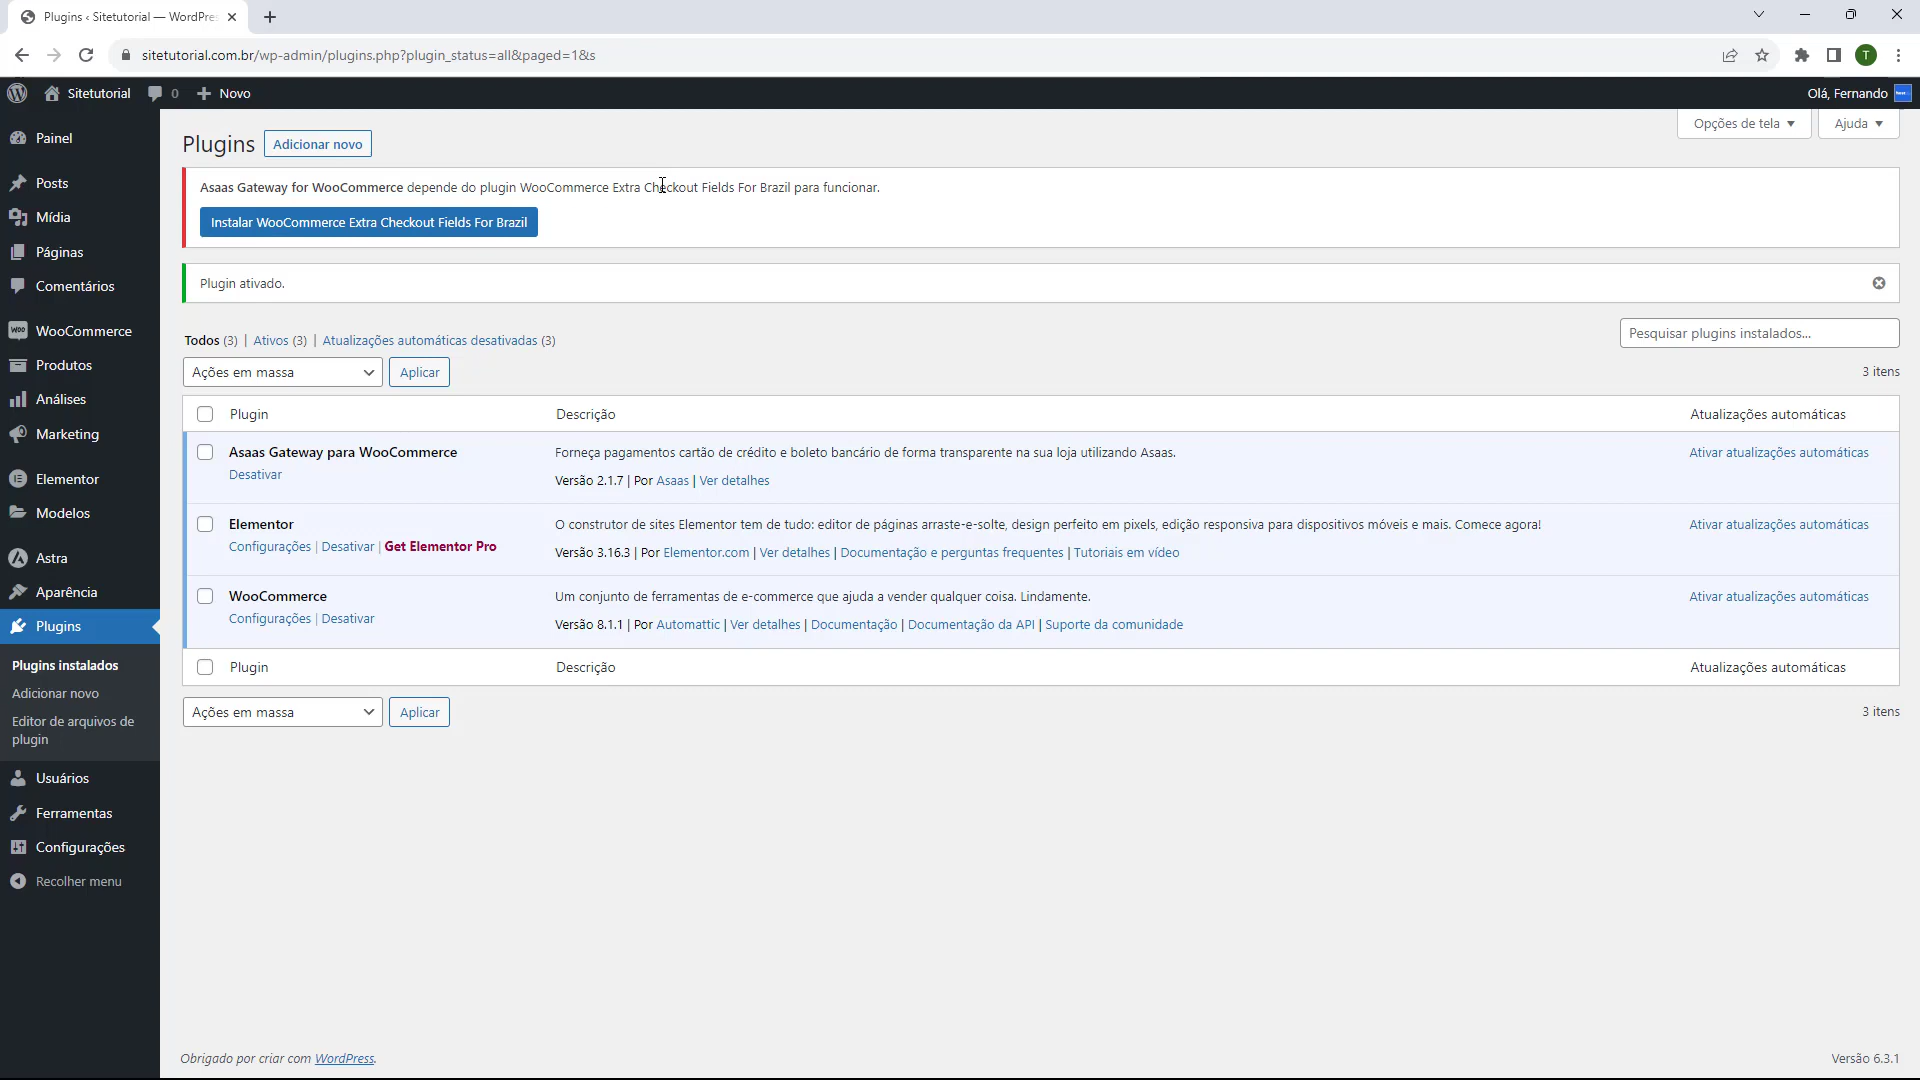 Plugins ‹ Sitetutorial — WordPre
sitetutorial.com.br/wp-admin/plugins.php?plugin_status=all&paged=1&s
T
Sitetutorial
0
Novo
Olá, Fernando
Painel
Posts
Mídia
Páginas
Comentários
WooCommerce
Produtos
Análises
Marketing
Elementor
Modelos
Astra
Aparência
Plugins
Plugins instalados
Adicionar novo
Editor de arquivos de
plugin
Usuários
Ferramentas
Configurações
Recolher menu
Opções de tela
Ajuda
Plugins
Adicionar novo
Asaas Gateway for WooCommerce depende do plugin WooCommerce Extra Checkout Fields For Brazil para funcionar.
Instalar WooCommerce Extra Checkout Fields For Brazil
Plugin ativado.
Todos (3) | Ativos (3) | Atualizações automáticas desativadas (3)
Pesquisar plugins instalados...
Ações em massa
Aplicar
3 itens
Plugin
Descrição
Atualizações automáticas
Asaas Gateway para WooCommerce
Desativar
Forneça pagamentos cartão de crédito e boleto bancário de forma transparente na sua loja utilizando Asaas.
Versão 2.1.7 | Por Asaas | Ver detalhes
Ativar atualizações automáticas
Elementor
Configurações | Desativar | Get Elementor Pro
O construtor de sites Elementor tem de tudo: editor de páginas arraste-e-solte, design perfeito em pixels, edição responsiva para dispositivos móveis e mais. Comece agora!
Versão 3.16.3 | Por Elementor.com | Ver detalhes | Documentação e perguntas frequentes | Tutoriais em vídeo
Ativar atualizações automáticas
WooCommerce
Configurações | Desativar
Um conjunto de ferramentas de e-commerce que ajuda a vender qualquer coisa. Lindamente.
Versão 8.1.1 | Por Automattic | Ver detalhes | Documentação | Documentação da API | Suporte da comunidade
Ativar atualizações automáticas
Plugin
Descrição
Atualizações automáticas
Ações em massa
Aplicar
3 itens
Obrigado por criar com WordPress.
Versão 6.3.1